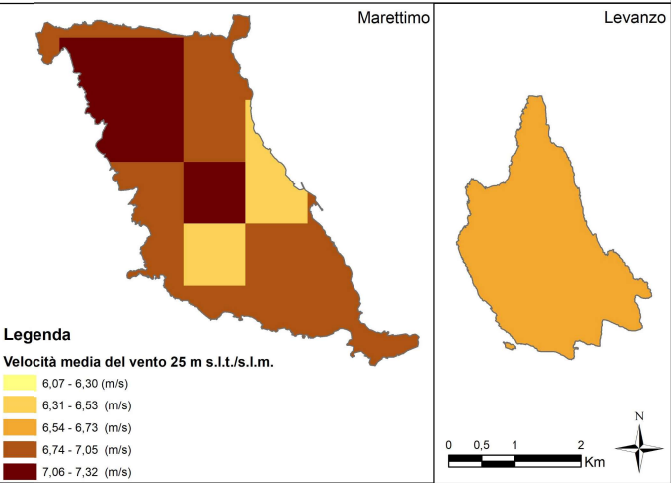 Marettimo
Levanzo
Legenda
Velocità media del vento 25 m s.l.t./s.l.m.
6,07 - 6,30 (m/s)
6,31 - 6,53 (m/s)
6,54 - 6,73 (m/s)
6,74 - 7,05 (m/s)
7,06 - 7,32 (m/s)
N
0 0,5 1 2
Km